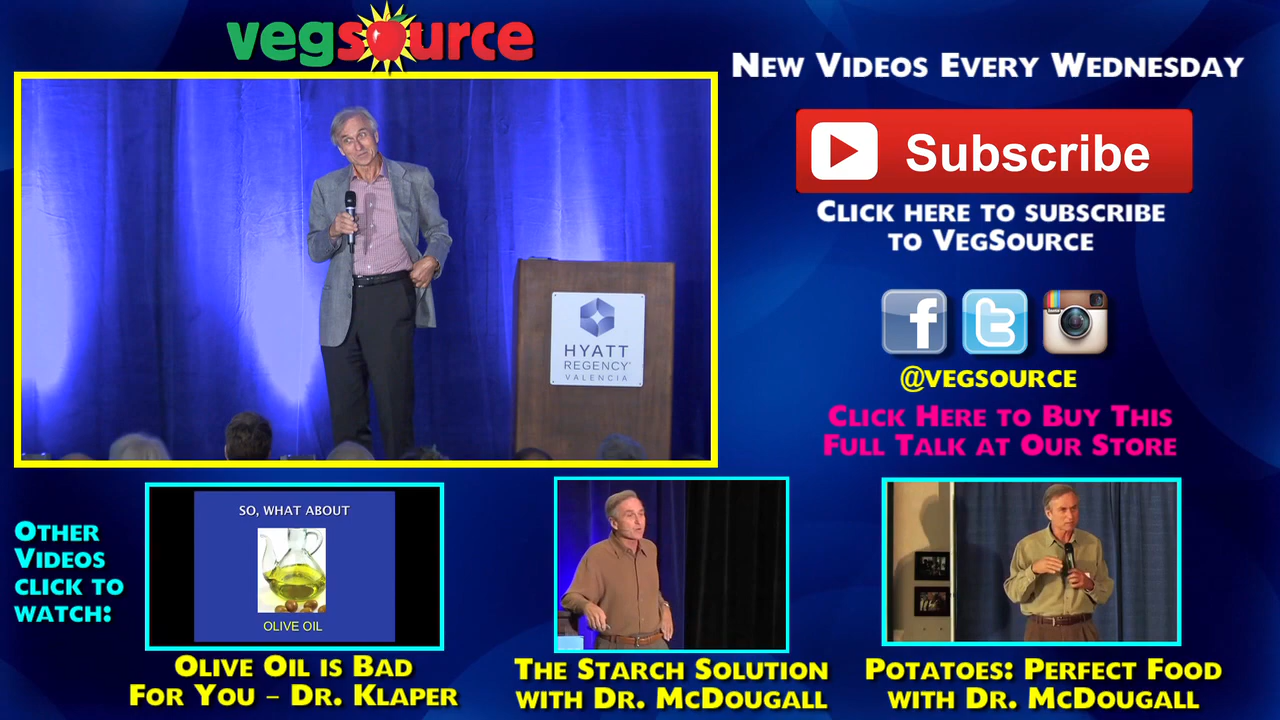 vegsource
New Videos Every Wednesday
Subscribe
Click here to subscribe
to VegSource
f
t
@vegsource
Click Here to Buy This
Full Talk at Our Store
HYATT
REGENCY
VALENCIA
Other
Videos
click to
watch:
SO, WHAT ABOUT
OLIVE OIL
Olive Oil is Bad
For You – Dr. Klaper
The Starch Solution
with Dr. McDougall
Potatoes: Perfect Food
with Dr. McDougall